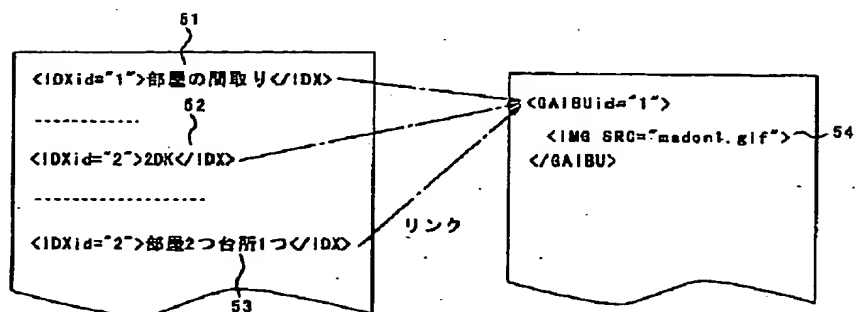 51
<IDXid="1">部屋の間取り</IDX>
52
<IDXid="2">2DK</IDX>
<IDXid="2">部屋2つ台所1つ</IDX>
53
リンク
<GAIBUid="1">
<IMG SRC="madori.gif">
54
</GAIBU>